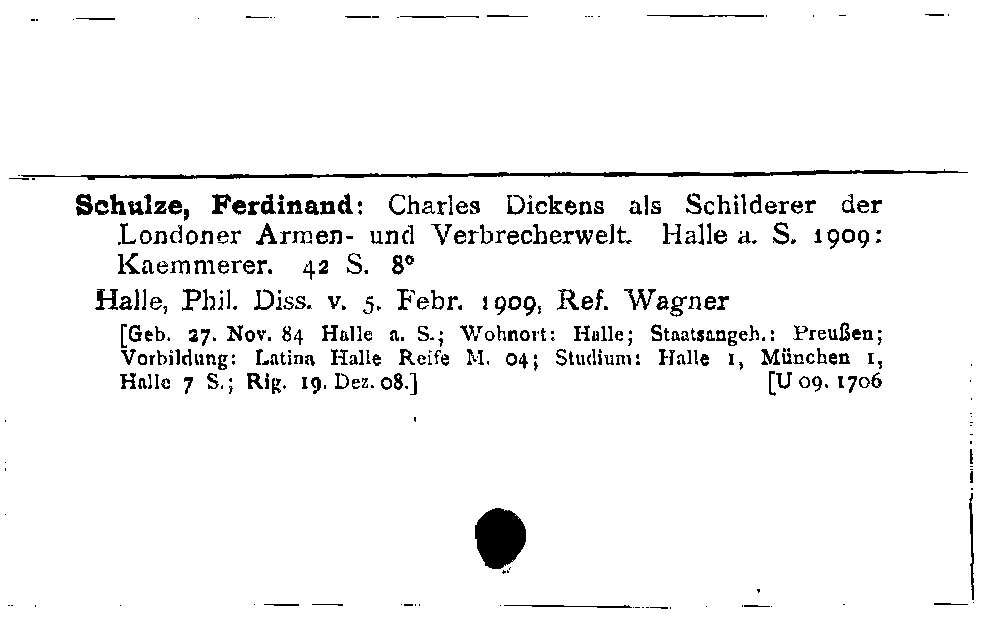 Schulze, Ferdinand: Charles Dickens als Schilderer der
Londoner Armen- und Verbrecherwelt. Halle a. S. 1909:
Kaemmerer. 42 S. 8°
Halle, Phil. Diss. v. 5. Febr. 1909, Ref. Wagner
[Geb. 27. Nov. 84 Halle a. S.; Wohnort: Halle; Staatsangeh.: Preußen;
Vorbildung: Latina Halle Reife M. 04; Studium: Halle 1, München 1,
Halle 7 S.; Rig. 19. Dez. 08.] [U 09. 1706